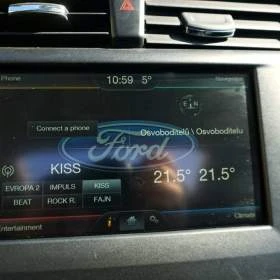 Phone 10:59 5° Navigation
Connect a phone
Osvoboditelů \ Osvoboditelu
Ford
KISS
21.5° 21.5°
EVROPA 2 IMPULS KISS
BEAT ROCK R. FAJN
Entertainment Climate